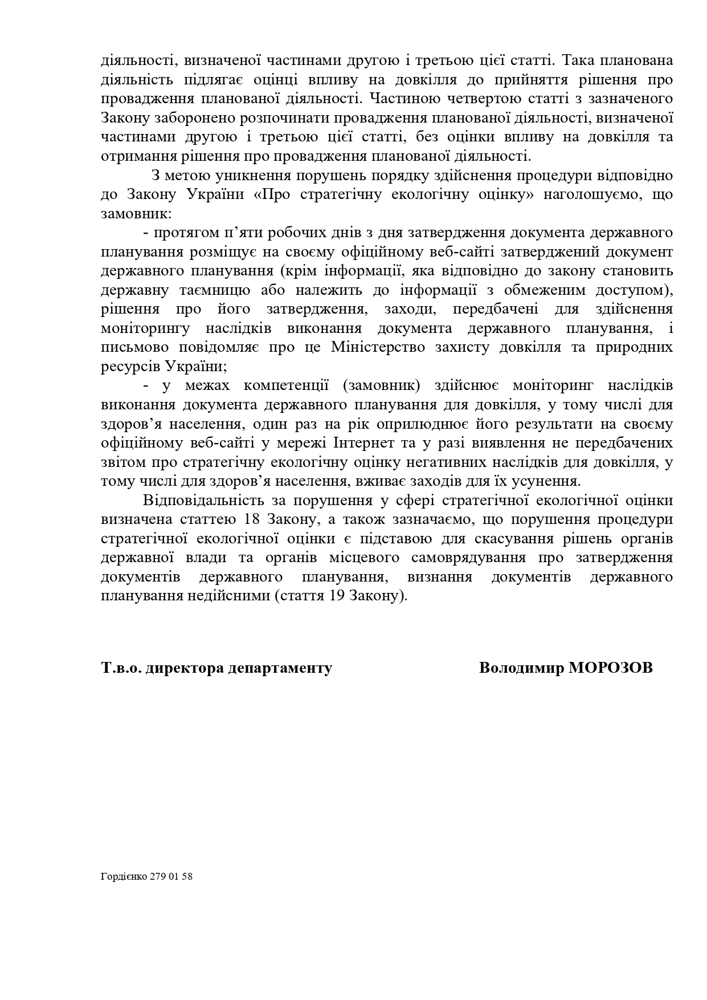 діяльності, визначеної частинами другою і третьою цієї статті. Така планована
діяльність підлягає оцінці впливу на довкілля до прийняття рішення про
провадження планованої діяльності. Частиною четвертою статті з зазначеного
Закону заборонено розпочинати провадження планованої діяльності, визначеної
частинами другою і третьою цієї статті, без оцінки впливу на довкілля та
отримання рішення про провадження планованої діяльності.
З метою уникнення порушень порядку здійснення процедури відповідно
до Закону України «Про стратегічну екологічну оцінку» наголошуємо, що
замовник:
- протягом п’яти робочих днів з дня затвердження документа державного
планування розміщує на своєму офіційному веб-сайті затверджений документ
державного планування (крім інформації, яка відповідно до закону становить
державну таємницю або належить до інформації з обмеженим доступом),
рішення про його затвердження, заходи, передбачені для здійснення
моніторингу наслідків виконання документа державного планування, і
письмово повідомляє про це Міністерство захисту довкілля та природних
ресурсів України;
- у межах компетенції (замовник) здійснює моніторинг наслідків
виконання документа державного планування для довкілля, у тому числі для
здоров’я населення, один раз на рік оприлюднює його результати на своєму
офіційному веб-сайті у мережі Інтернет та у разі виявлення не передбачених
звітом про стратегічну екологічну оцінку негативних наслідків для довкілля, у
тому числі для здоров’я населення, вживає заходів для їх усунення.
Відповідальність за порушення у сфері стратегічної екологічної оцінки
визначена статтею 18 Закону, а також зазначаємо, що порушення процедури
стратегічної екологічної оцінки є підставою для скасування рішень органів
державної влади та органів місцевого самоврядування про затвердження
документів державного планування, визнання документів державного
планування недійсними (стаття 19 Закону).
Т.в.о. директора департаменту Володимир МОРОЗОВ
Гордієнко 279 01 58